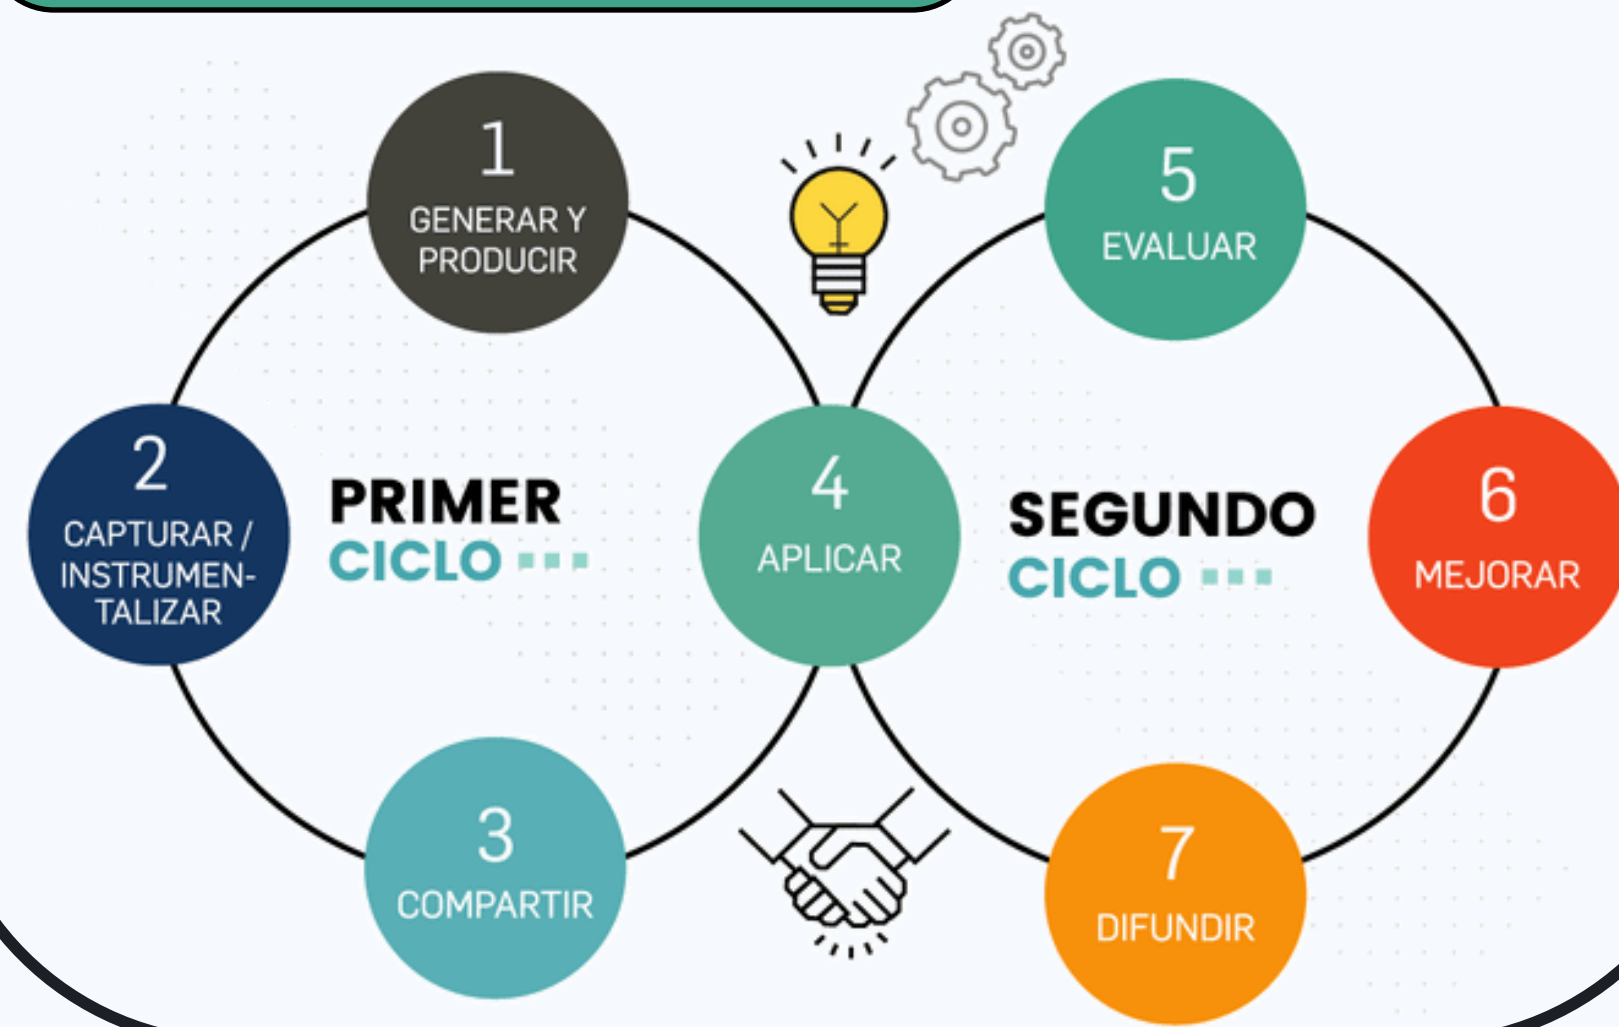 1
GENERAR Y
PRODUCIR
2
CAPTURAR /
INSTRUMEN-
TALIZAR
PRIMER
CICLO
3
COMPARTIR
4
APLICAR
5
EVALUAR
SEGUNDO
CICLO
6
MEJORAR
7
DIFUNDIR